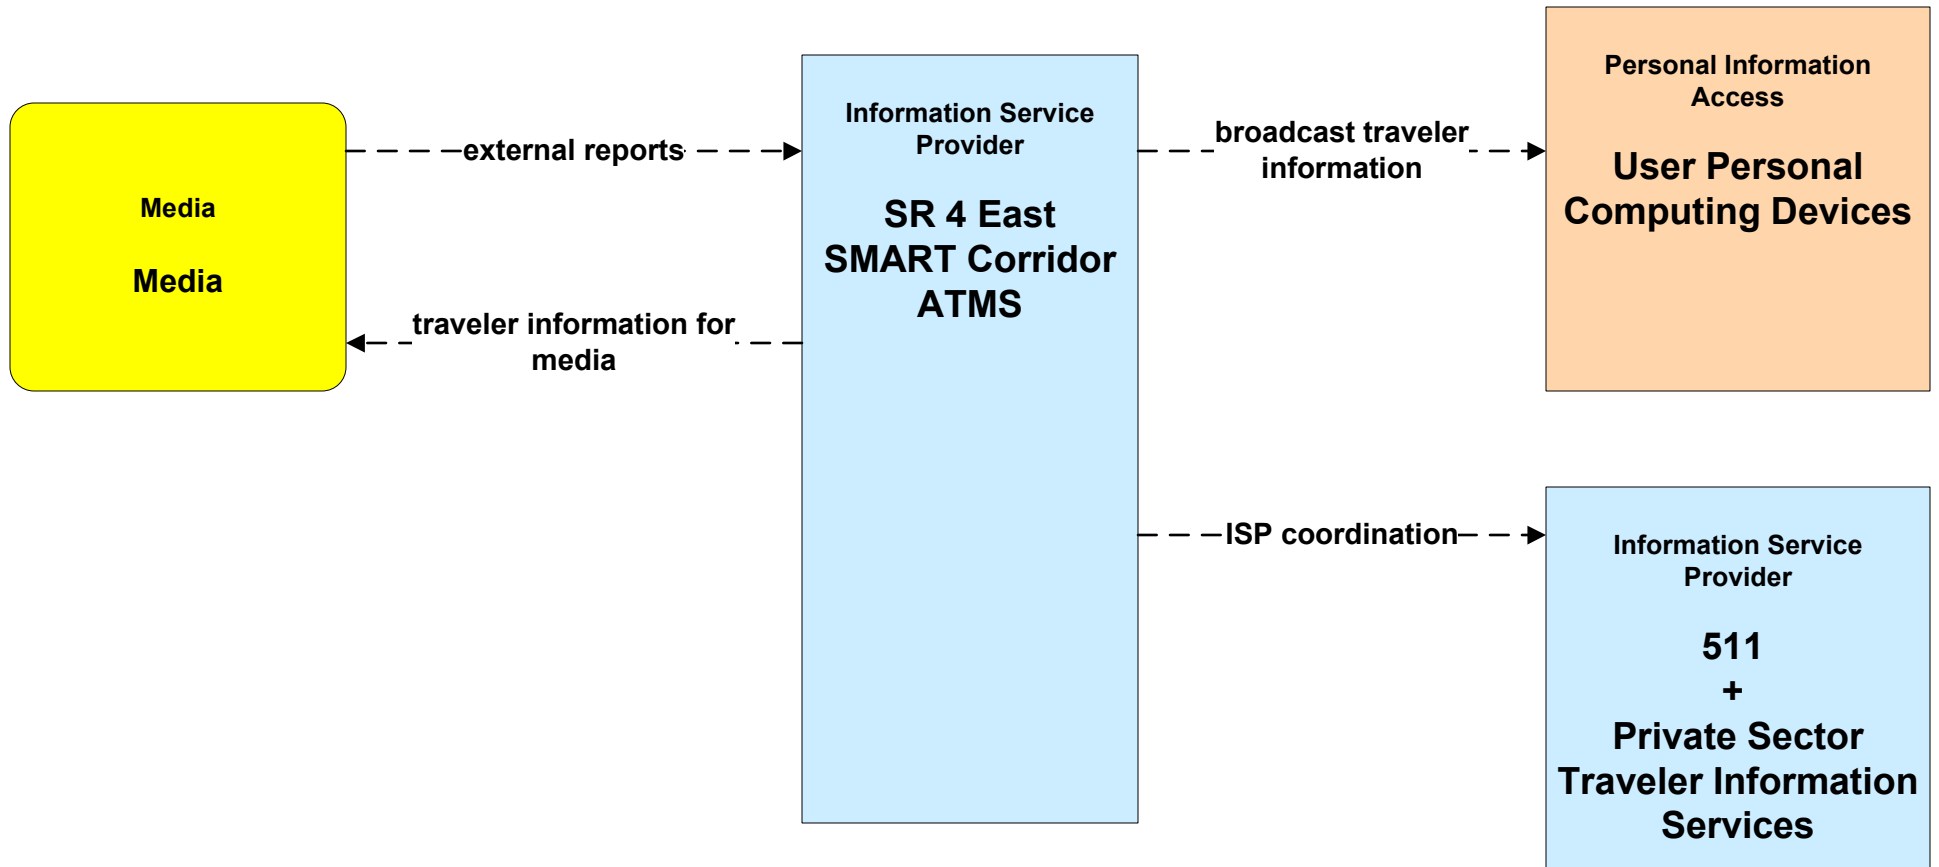 Media
Media
external reports
traveler information for
media
Information Service
Provider
SR 4 East
SMART Corridor
ATMS
broadcast traveler
information
ISP coordination
Personal Information
Access
User Personal
Computing Devices
Information Service
Provider
511
+
Private Sector
Traveler Information
Services